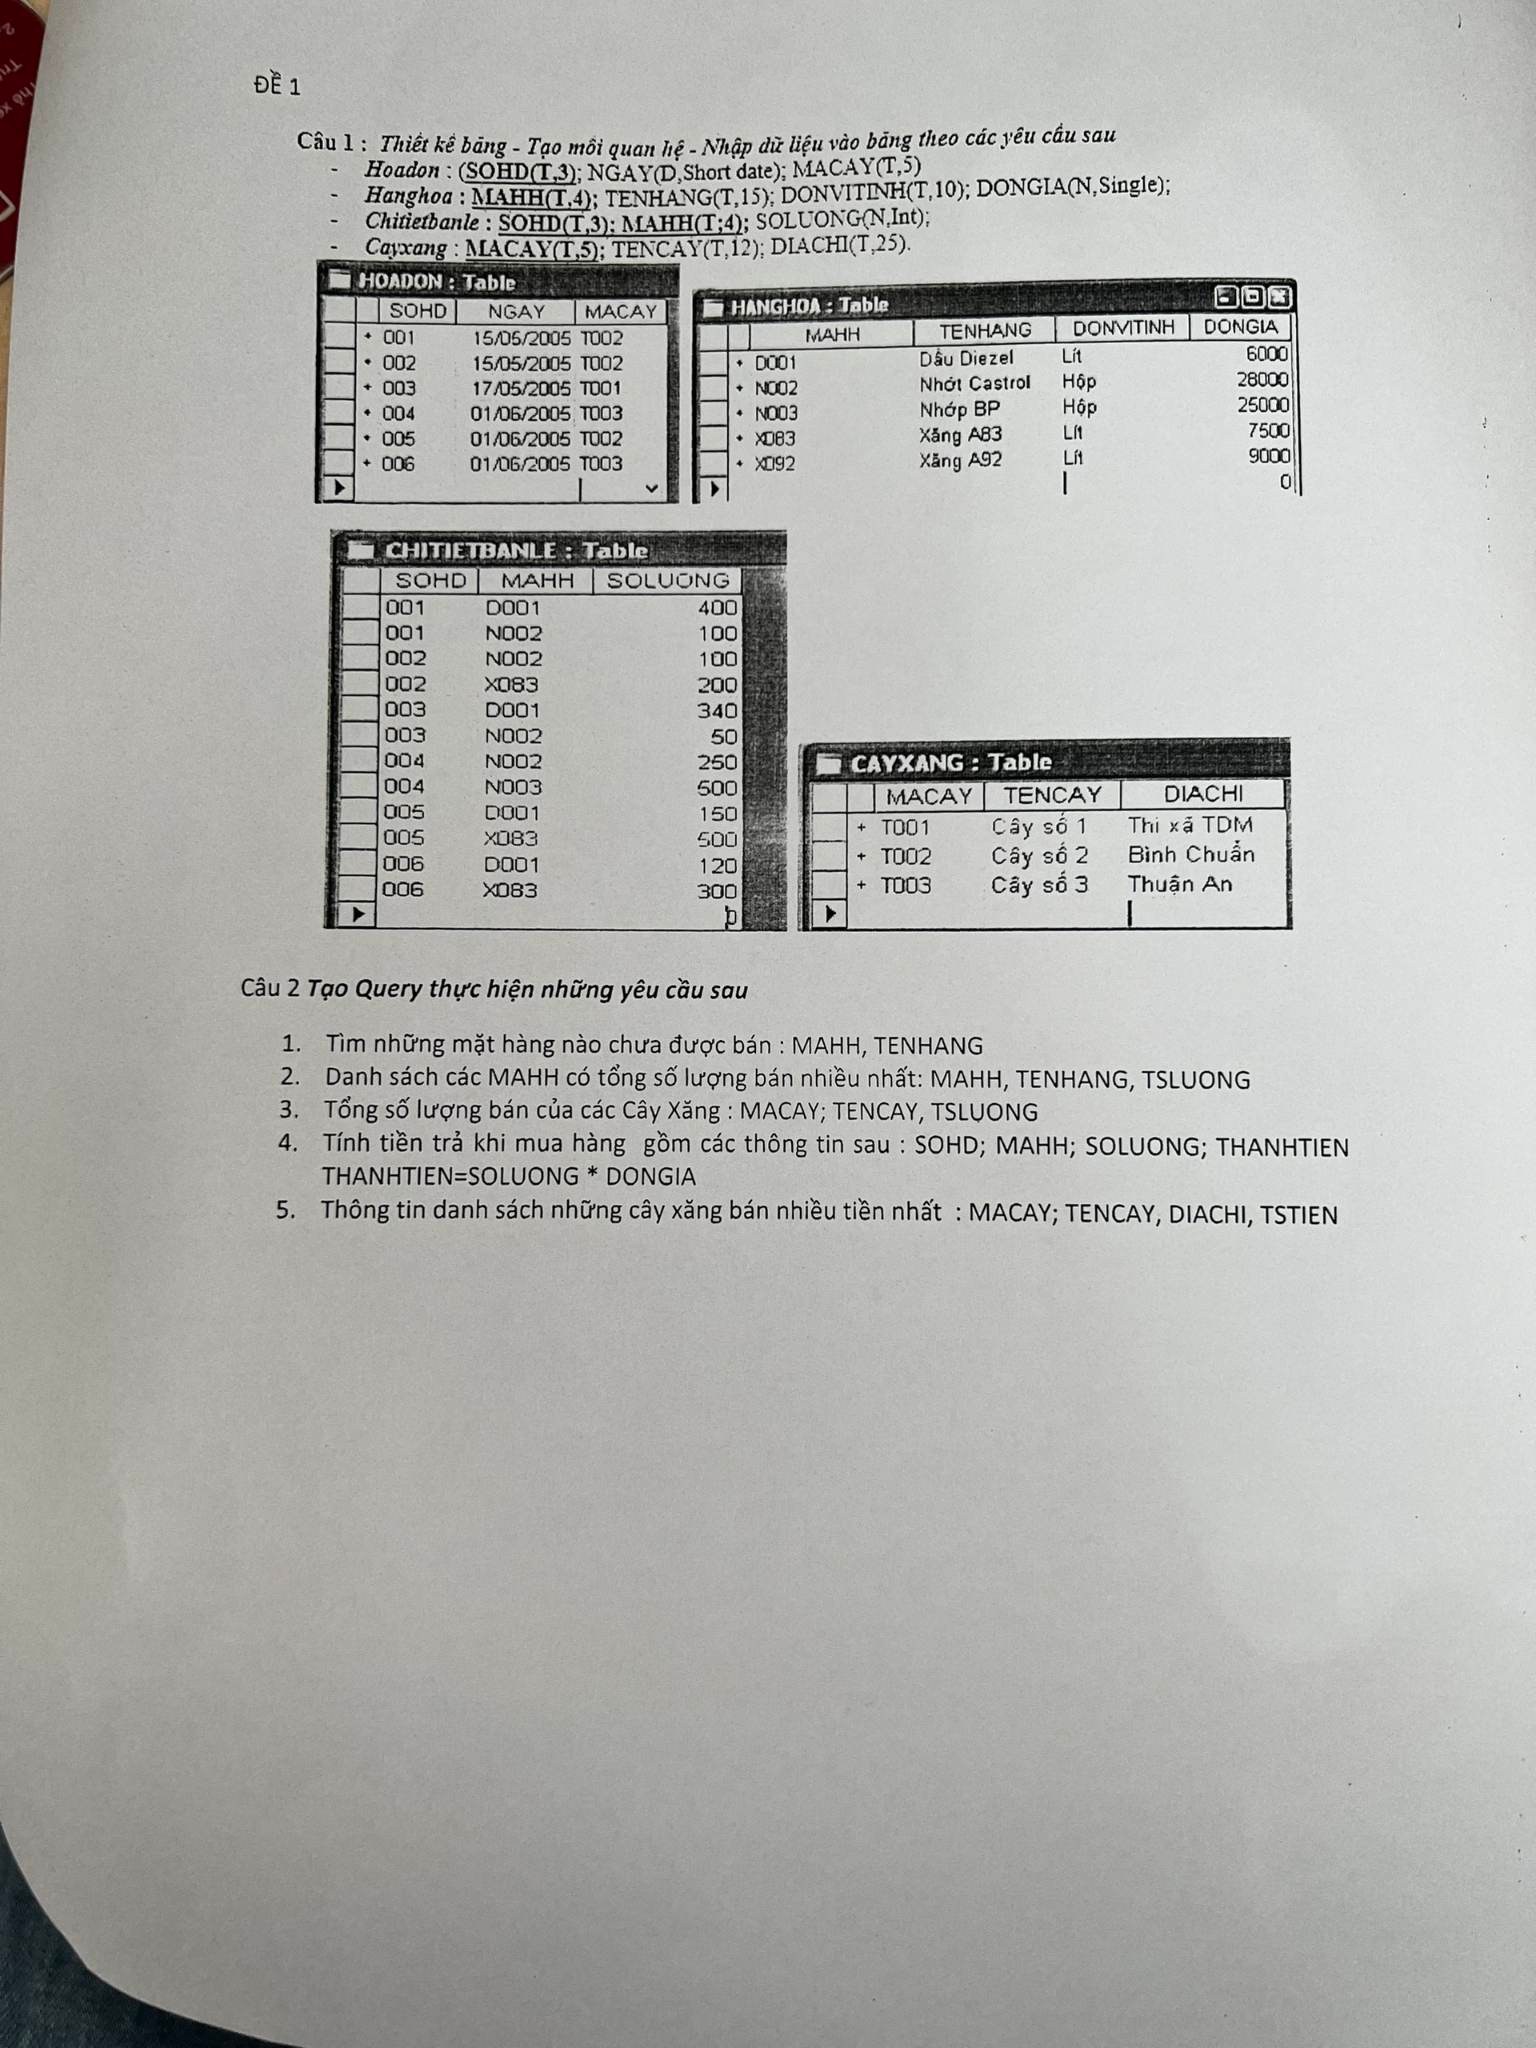 ĐỀ 1
Câu 1 : Thiết kế bảng - Tạo mối quan hệ - Nhập dữ liệu vào bảng theo các yêu cầu sau
- Hoadon : (SOHD(T,3); NGAY(D,Short date); MACAY(T,5)
- Hanghoa : MAHH(T,4); TENHANG(T,15); DONVITINH(T,10); DONGIA(N,Single);
- Chitietbanle : SOHD(T,3); MAHH(T;4); SOLUONG(N,Int);
- Cayxang : MACAY(T,5); TENCAY(T,12); DIACHI(T,25).
HOADON : Table
SOHD NGAY MACAY
+ 001 15/05/2005 T002
+ 002 15/05/2005 T002
+ 003 17/05/2005 T001
+ 004 01/06/2005 T003
+ 005 01/06/2005 T002
+ 006 01/06/2005 T003
HANGHOA : Table
MAHH TENHANG DONVITINH DONGIA
+ D001 Dầu Diezel Lít 6000
+ N002 Nhớt Castrol Hộp 28000
+ N003 Nhớp BP Hộp 25000
+ X083 Xăng A83 Lít 7500
+ X092 Xăng A92 Lít 9000
0
CHITIETBANLE : Table
SOHD MAHH SOLUONG
001 D001 400
001 N002 100
002 N002 100
002 X083 200
003 D001 340
003 N002 50
004 N002 250
004 N003 500
005 D001 150
005 X083 500
006 D001 120
006 X083 300
0
CAYXANG : Table
MACAY TENCAY DIACHI
+ T001 Cây số 1 Thi xã TDM
+ T002 Cây số 2 Bình Chuẩn
+ T003 Cây số 3 Thuận An
Câu 2 Tạo Query thực hiện những yêu cầu sau
1. Tìm những mặt hàng nào chưa được bán : MAHH, TENHANG
2. Danh sách các MAHH có tổng số lượng bán nhiều nhất: MAHH, TENHANG, TSLUONG
3. Tổng số lượng bán của các Cây Xăng : MACAY; TENCAY, TSLUONG
4. Tính tiền trả khi mua hàng gồm các thông tin sau : SOHD; MAHH; SOLUONG; THANHTIEN
THANHTIEN=SOLUONG * DONGIA
5. Thông tin danh sách những cây xăng bán nhiều tiền nhất : MACAY; TENCAY, DIACHI, TSTIEN